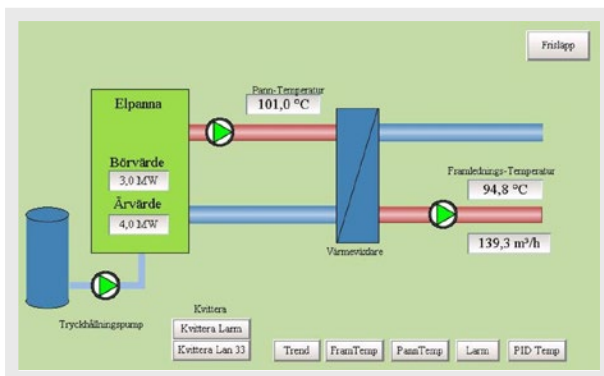 Frisläpp
Pann-Temperatur
101,0 °C
Elpanna
Börvärde
3,0 MW
Ärvärde
4,0 MW
Framlednings-Temperatur
94,8 °C
139,3 m³/h
Värmeväxlare
Tryckhållningspump
Kvittera
Kvittera Larm
Kvittera Lan 33
Trend
FramTemp
PannTemp
Larm
PID Temp